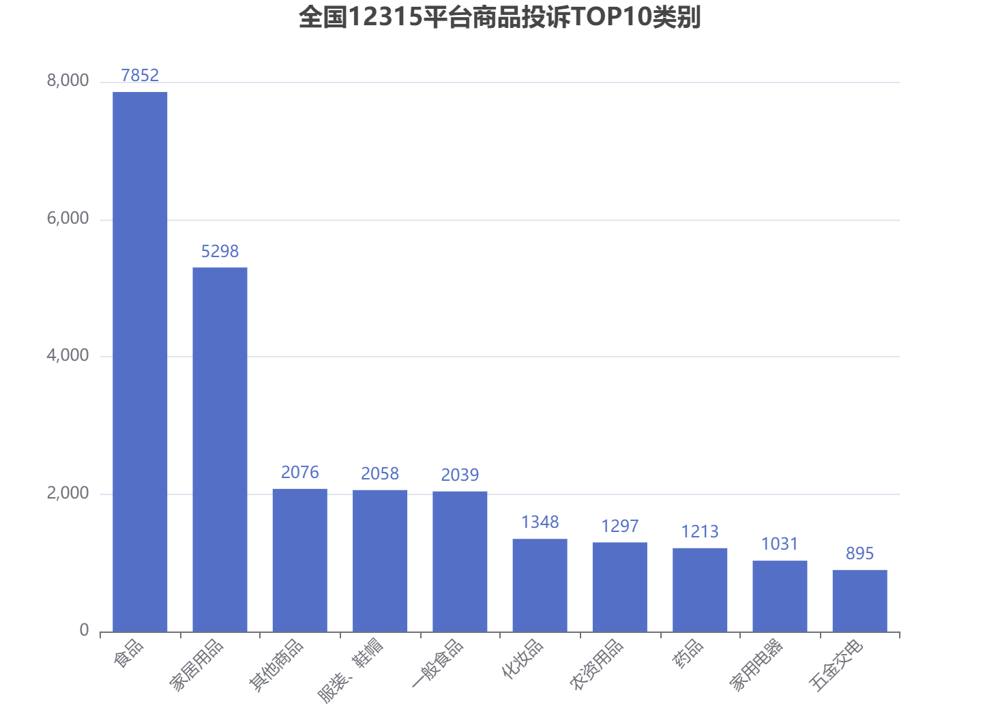 全国12315平台商品投诉TOP10类别
8,000
6,000
4,000
2,000
0
7852
5298
2076
2058
2039
1348
1297
1213
1031
895
食品
家居用品
其他商品
服装、鞋帽
一般食品
化妆品
农资用品
药品
家用电器
五金交电